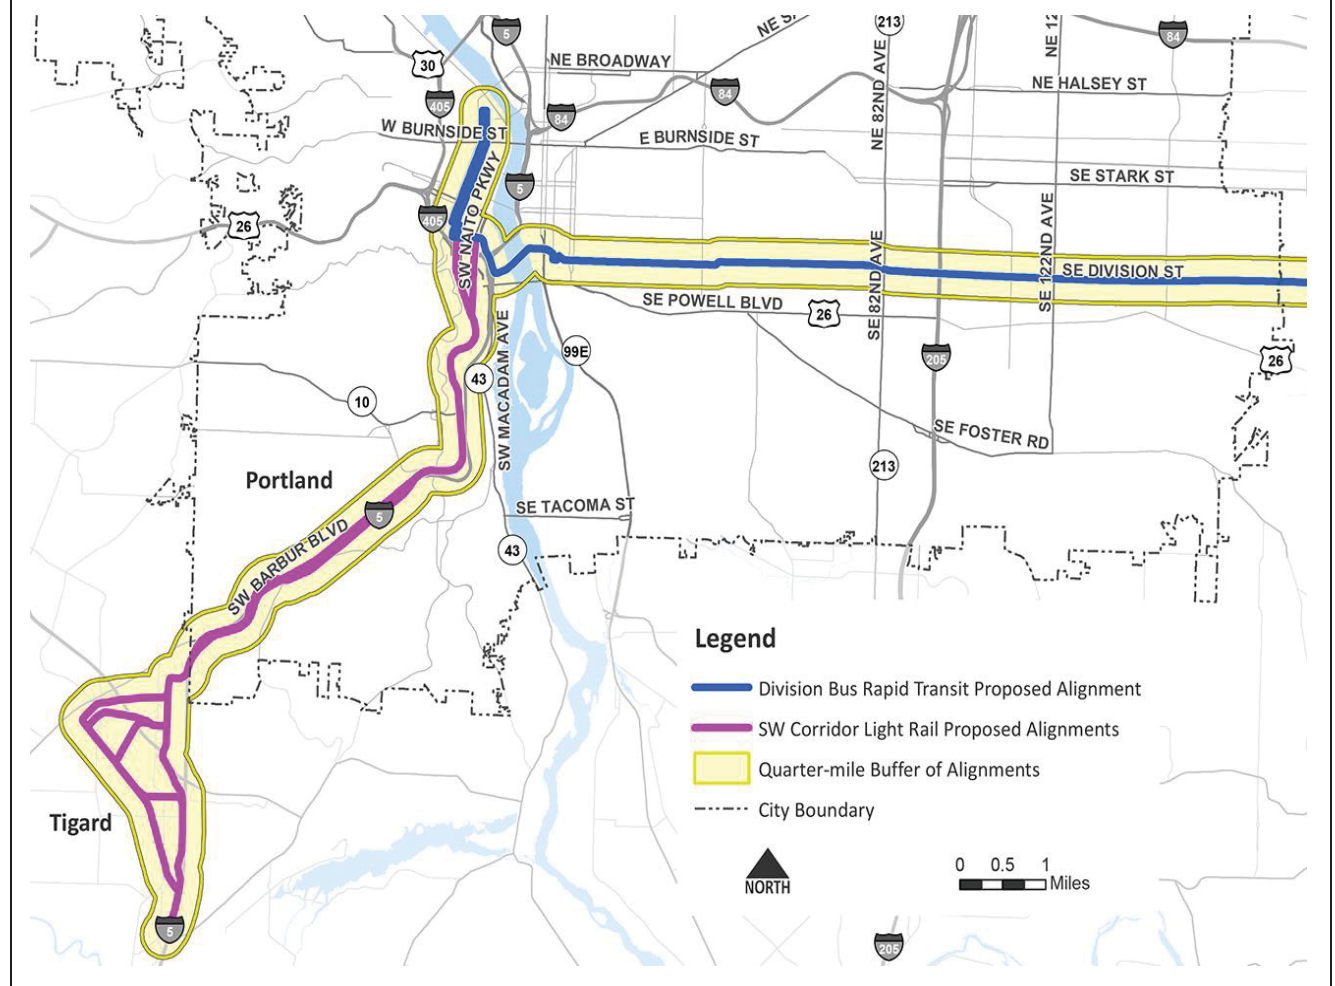 213
5
NE SA
NE 12
84
30
NE BROADWAY
NE 82ND AVE
84
NE HALSEY ST
405
84
W BURNSIDE ST
E BURNSIDE ST
SE STARK ST
5
405
26
SW NAITO PKWY
SE 122ND AVE
SE 82ND AVE
SE DIVISION ST
SE POWELL BLVD
26
99E
205
26
43
SW MACADAM AVE
10
SE FOSTER RD
213
Portland
5
SE TACOMA ST
SW BARBUR BLVD
43
Legend
Division Bus Rapid Transit Proposed Alignment
SW Corridor Light Rail Proposed Alignments
Quarter-mile Buffer of Alignments
City Boundary
Tigard
NORTH
0 0.5 1
Miles
5
205